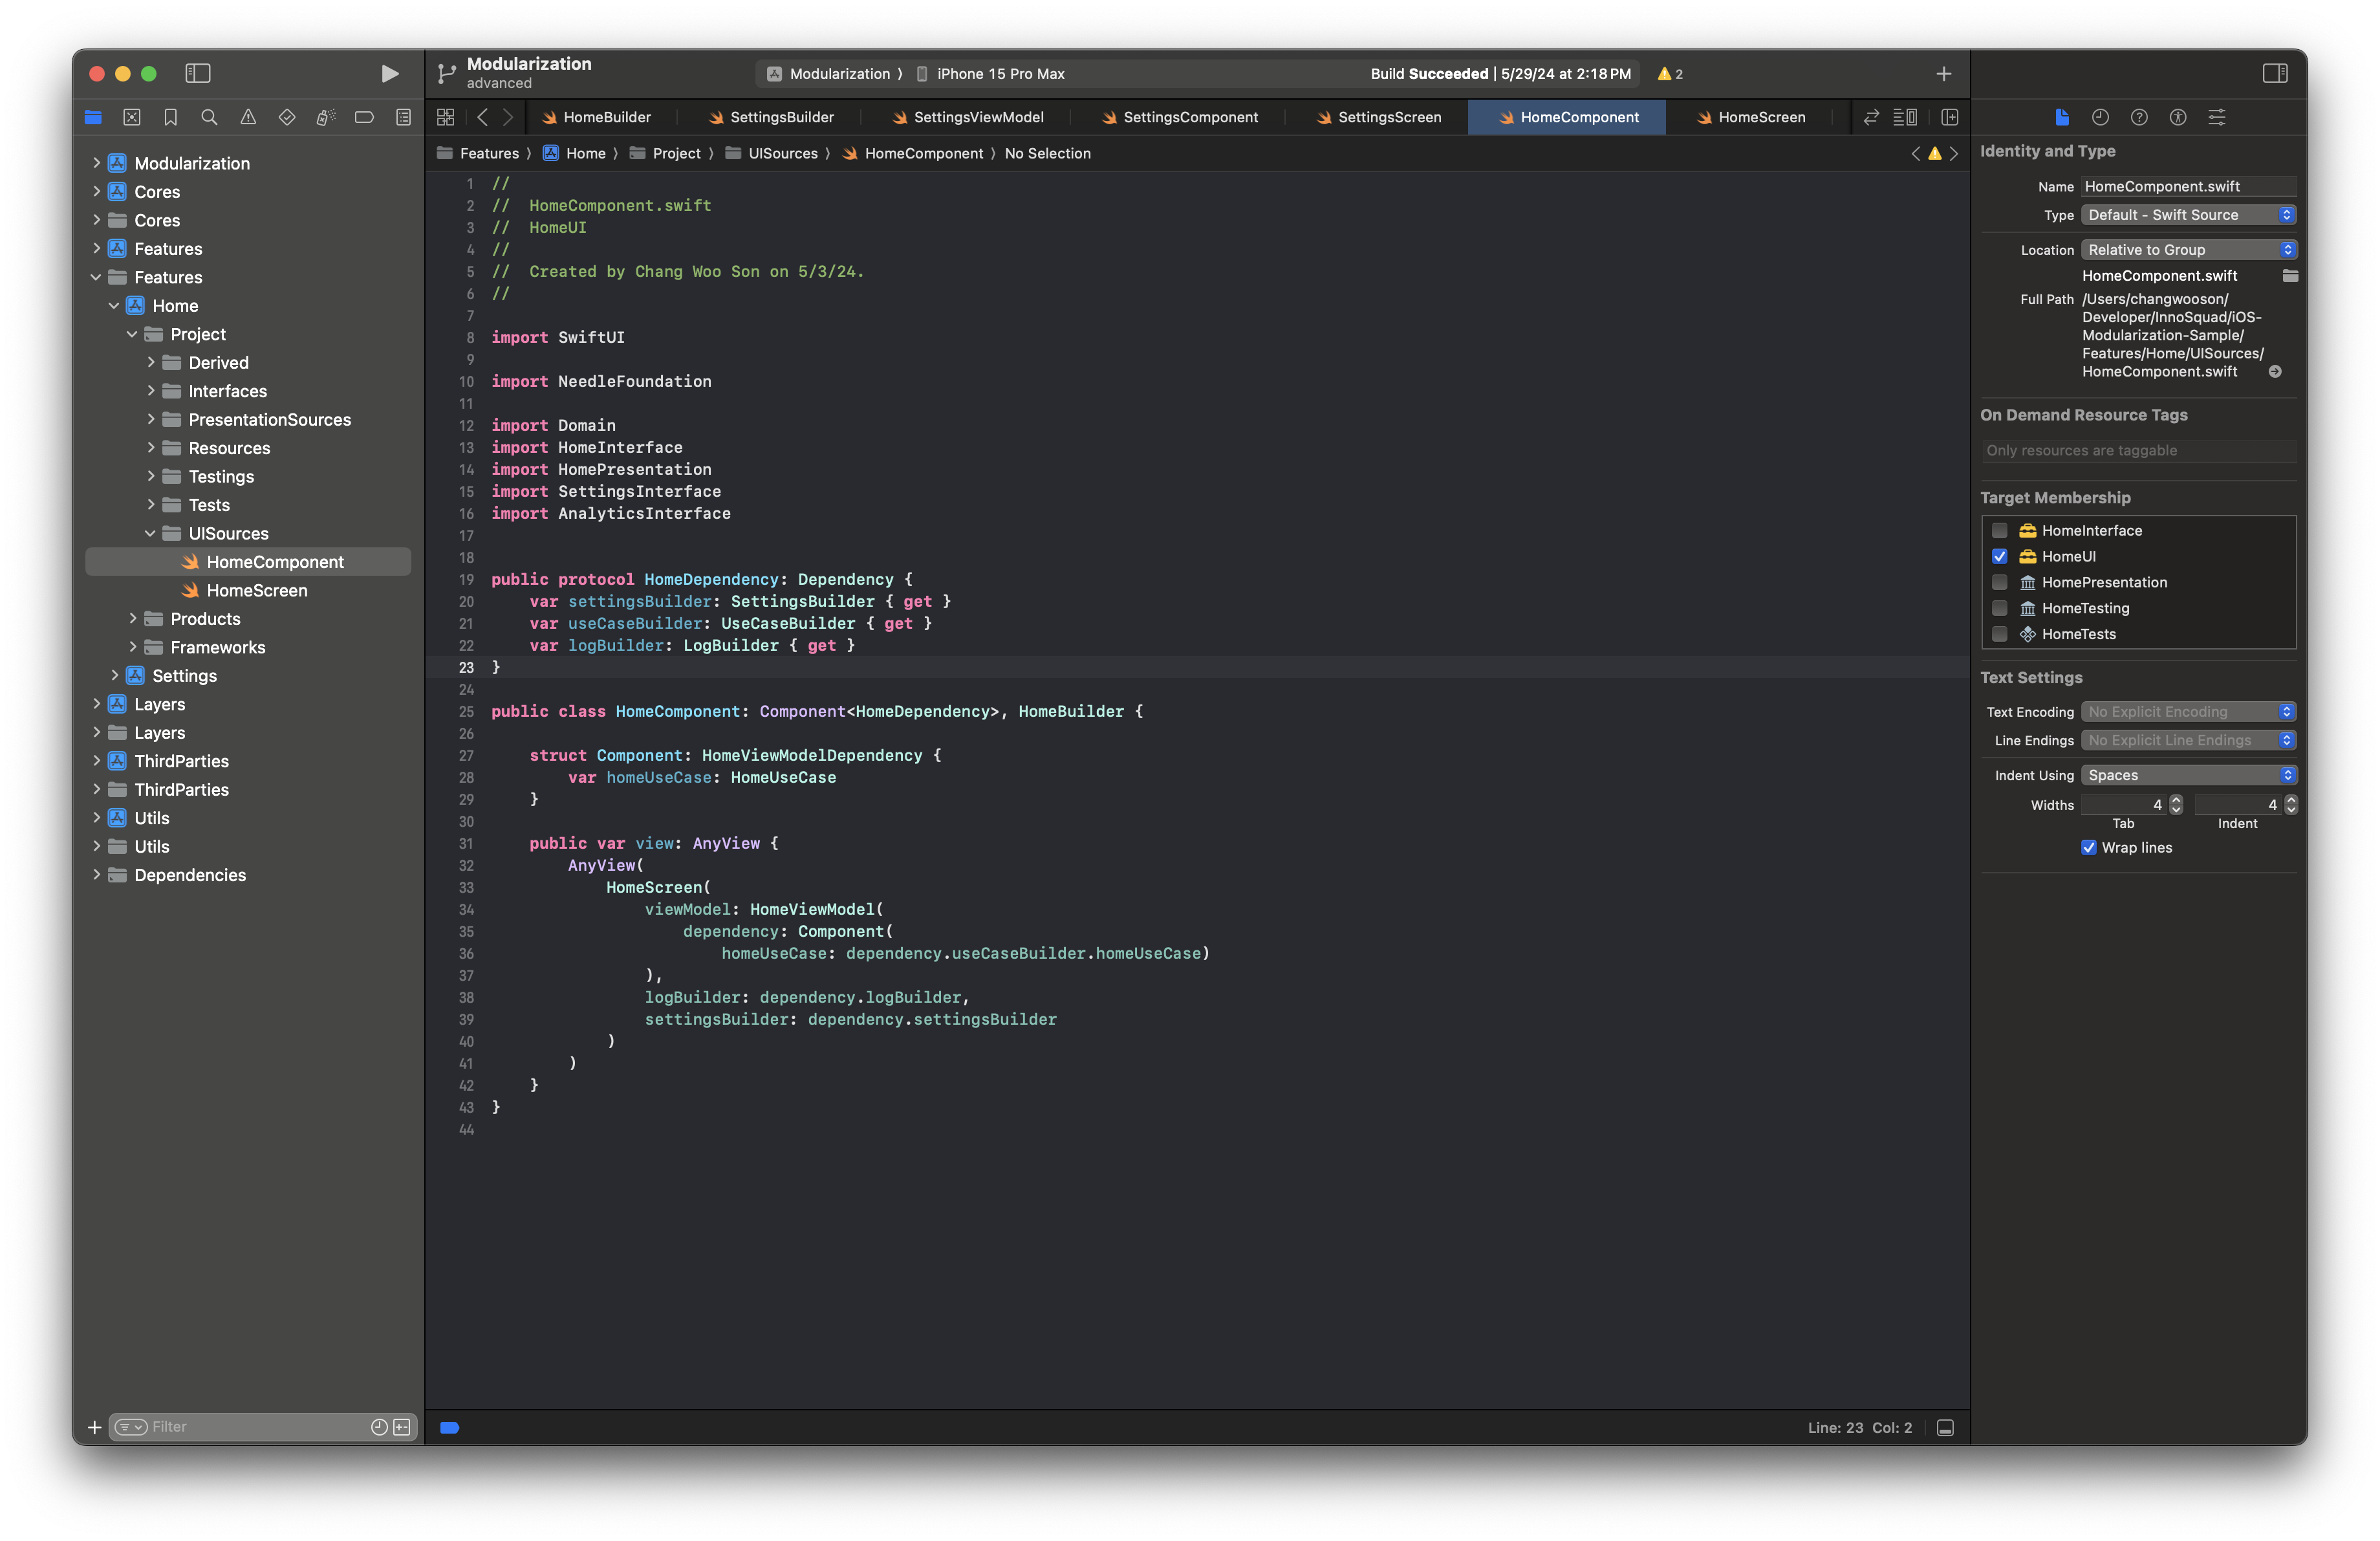 Modularization
advanced
Modularization ⟩ iPhone 15 Pro Max
Build Succeeded | 5/29/24 at 2:18 PM
2
HomeBuilder
SettingsBuilder
SettingsViewModel
SettingsComponent
SettingsScreen
HomeComponent
HomeScreen
Features ⟩ Home ⟩ Project ⟩ UISources ⟩ HomeComponent ⟩ No Selection
Modularization
Cores
Cores
Features
Features
Home
Project
Derived
Interfaces
PresentationSources
Resources
Testings
Tests
UISources
HomeComponent
HomeScreen
Products
Frameworks
Settings
Layers
Layers
ThirdParties
ThirdParties
Utils
Utils
Dependencies
Filter
1 //
2 //  HomeComponent.swift
3 //  HomeUI
4 //
5 //  Created by Chang Woo Son on 5/3/24.
6 //
7
8 import SwiftUI
9
10 import NeedleFoundation
11
12 import Domain
13 import HomeInterface
14 import HomePresentation
15 import SettingsInterface
16 import AnalyticsInterface
17
18
19 public protocol HomeDependency: Dependency {
20     var settingsBuilder: SettingsBuilder { get }
21     var useCaseBuilder: UseCaseBuilder { get }
22     var logBuilder: LogBuilder { get }
23 }
24
25 public class HomeComponent: Component<HomeDependency>, HomeBuilder {
26
27     struct Component: HomeViewModelDependency {
28         var homeUseCase: HomeUseCase
29     }
30
31     public var view: AnyView {
32         AnyView(
33             HomeScreen(
34                 viewModel: HomeViewModel(
35                     dependency: Component(
36                         homeUseCase: dependency.useCaseBuilder.homeUseCase)
37                 ),
38                 logBuilder: dependency.logBuilder,
39                 settingsBuilder: dependency.settingsBuilder
40             )
41         )
42     }
43 }
44
Line: 23 Col: 2
Identity and Type
Name HomeComponent.swift
Type Default - Swift Source
Location Relative to Group
HomeComponent.swift
Full Path /Users/changwooson/
Developer/InnoSquad/iOS-
Modularization-Sample/
Features/Home/UISources/
HomeComponent.swift
On Demand Resource Tags
Only resources are taggable
Target Membership
HomeInterface
HomeUI
HomePresentation
HomeTesting
HomeTests
Text Settings
Text Encoding No Explicit Encoding
Line Endings No Explicit Line Endings
Indent Using Spaces
Widths 4 4
Tab Indent
Wrap lines